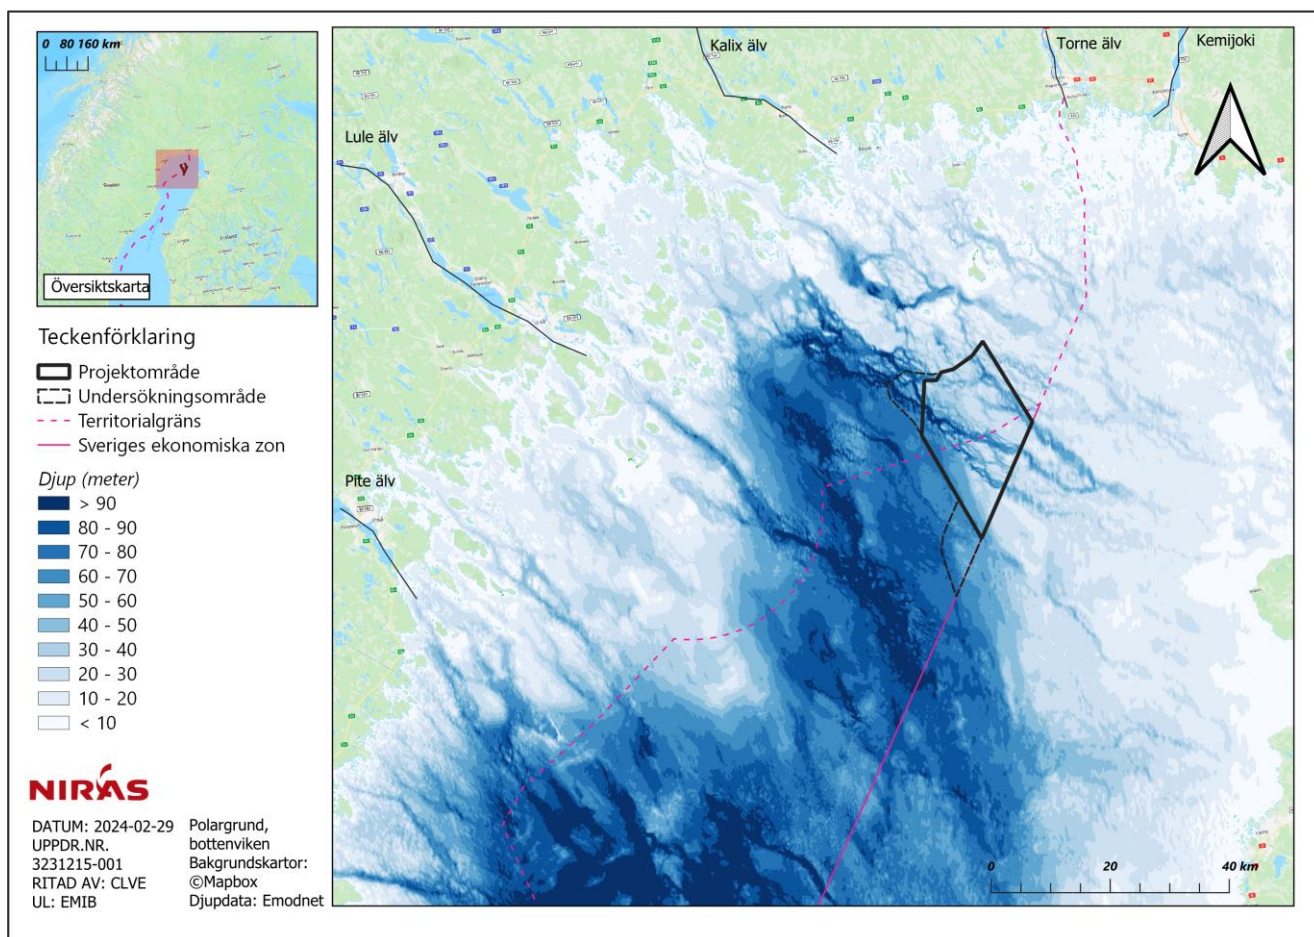 0 80 160 km
Översiktskarta
Kalix älv
Torne älv
Kemijoki
Lule älv
Pite älv
Teckenförklaring
Projektområde
Undersökningsområde
Territorialgräns
Sveriges ekonomiska zon
Djup (meter)
> 90
80 - 90
70 - 80
60 - 70
50 - 60
40 - 50
30 - 40
20 - 30
10 - 20
< 10
NIRAS
DATUM: 2024-02-29
UPPDR.NR.
3231215-001
RITAD AV: CLVE
UL: EMIB
Polargrund,
bottenviken
Bakgrundskartor:
©Mapbox
Djupdata: Emodnet
0 20 40 km